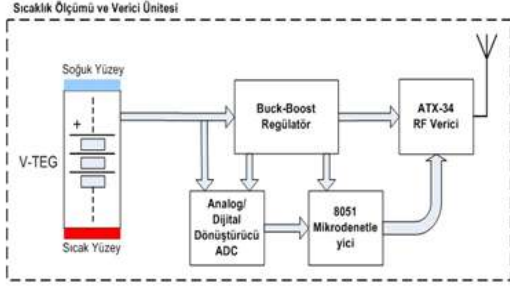 Sıcaklık Ölçümü ve Verici Ünitesi
Soğuk Yüzey
+
V-TEG
Sıcak Yüzey
Buck-Boost
Regülatör
ATX-34
RF Verici
Analog/
Dijital
Dönüştürücü
ADC
8051
Mikrodenetle
yici